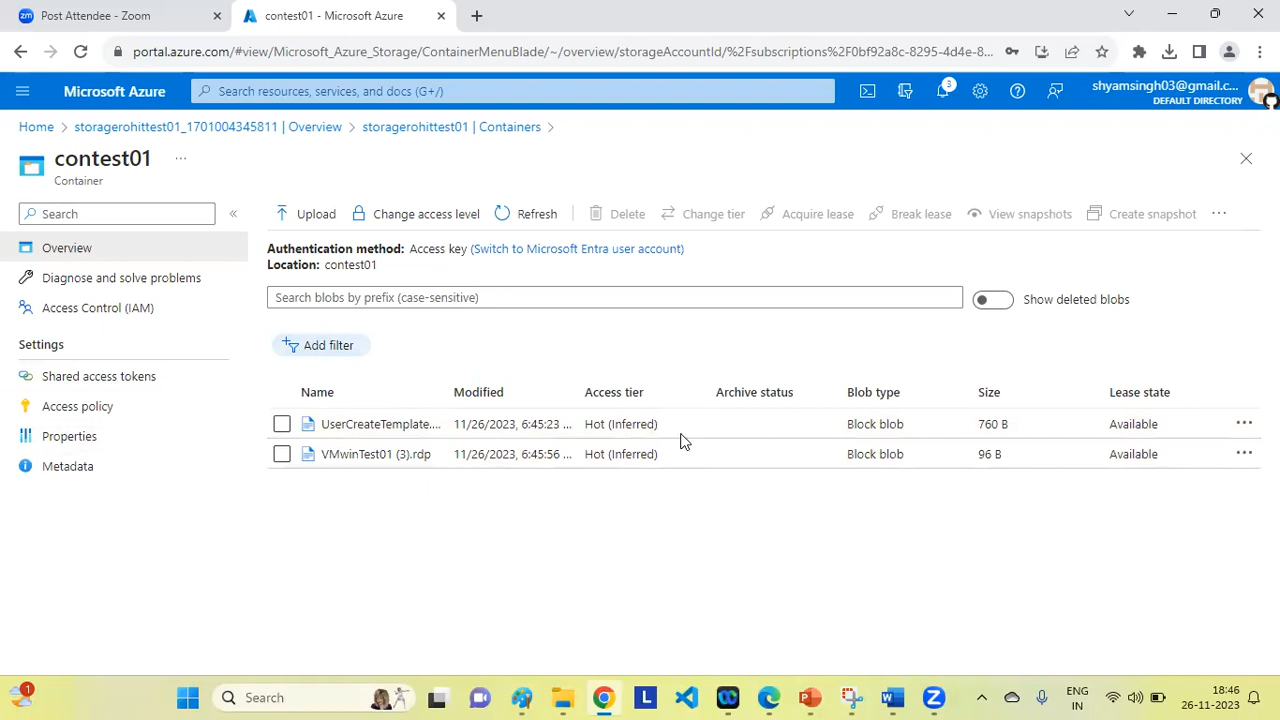 Post Attendee - Zoom
contest01 - Microsoft Azure
portal.azure.com/#view/Microsoft_Azure_Storage/ContainerMenuBlade/~/overview/storageAccountId/%2Fsubscriptions%2F0bf92a8c-8295-4d4e-8...
Microsoft Azure
Search resources, services, and docs (G+/)
3
shyamsingh03@gmail.c...
DEFAULT DIRECTORY
Home > storagerohittest01_1701004345811 | Overview > storagerohittest01 | Containers >
contest01 ...
Container
Search
Upload
Change access level
Refresh
Delete
Change tier
Acquire lease
Break lease
View snapshots
Create snapshot
Overview
Diagnose and solve problems
Access Control (IAM)
Settings
Shared access tokens
Access policy
Properties
Metadata
Authentication method: Access key (Switch to Microsoft Entra user account)
Location: contest01
Search blobs by prefix (case-sensitive)
Show deleted blobs
Add filter
Name Modified Access tier Archive status Blob type Size Lease state
UserCreateTemplate.... 11/26/2023, 6:45:23 ... Hot (Inferred) Block blob 760 B Available
VMwinTest01 (3).rdp 11/26/2023, 6:45:56 ... Hot (Inferred) Block blob 96 B Available
1
Search
L
ENG
IN
18:46
26-11-2023